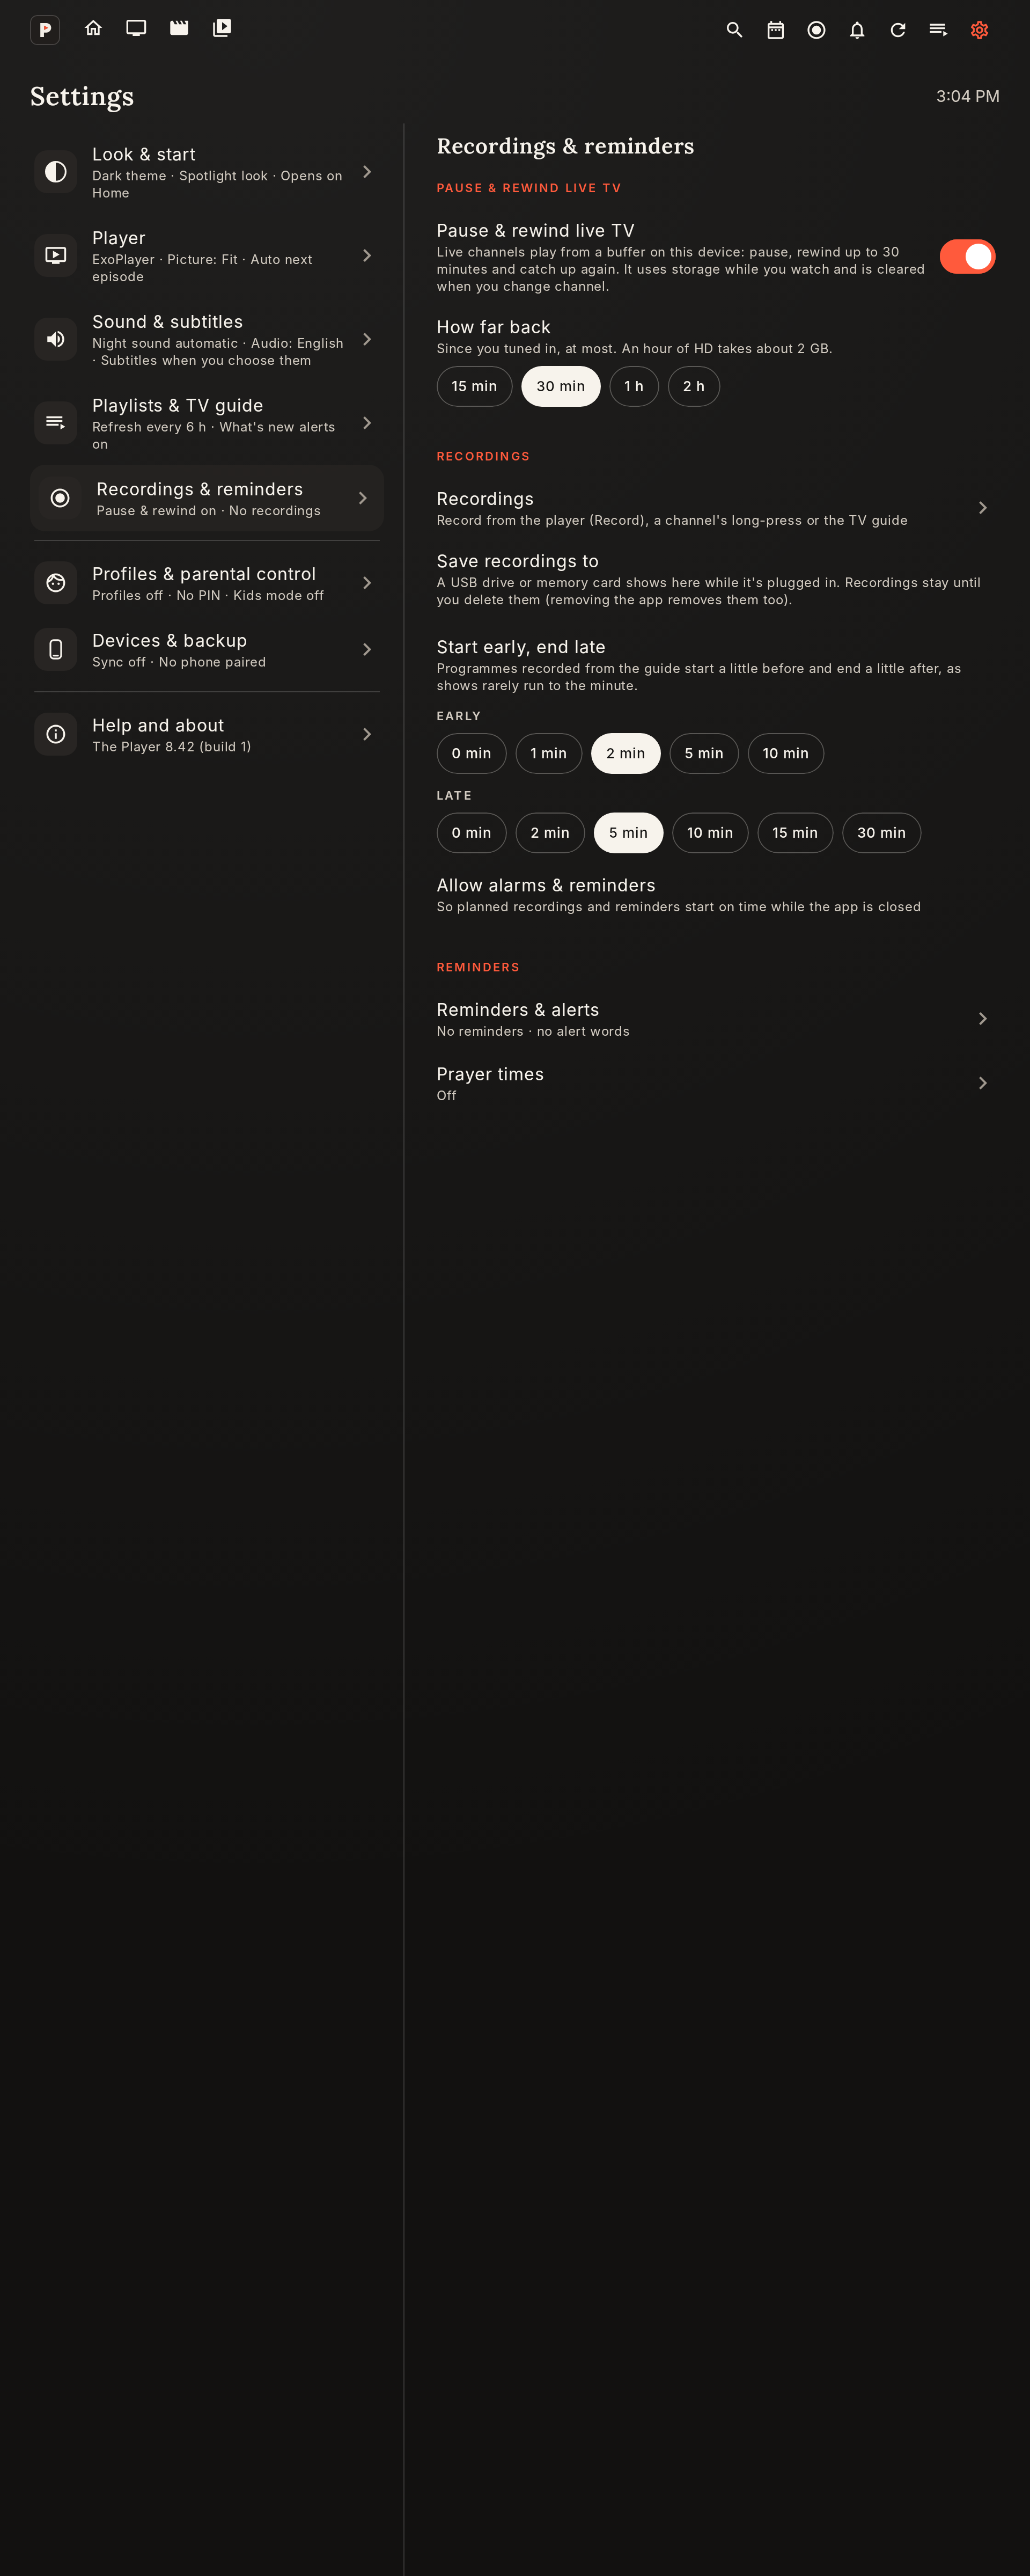 P
Settings
3:04 PM
Look & start
Dark theme · Spotlight look · Opens on
Home
Player
ExoPlayer · Picture: Fit · Auto next
episode
Sound & subtitles
Night sound automatic · Audio: English
· Subtitles when you choose them
Playlists & TV guide
Refresh every 6 h · What's new alerts
on
Recordings & reminders
Pause & rewind on · No recordings
Profiles & parental control
Profiles off · No PIN · Kids mode off
Devices & backup
Sync off · No phone paired
Help and about
The Player 8.42 (build 1)
Recordings & reminders
PAUSE & REWIND LIVE TV
Pause & rewind live TV
Live channels play from a buffer on this device: pause, rewind up to 30
minutes and catch up again. It uses storage while you watch and is cleared
when you change channel.
How far back
Since you tuned in, at most. An hour of HD takes about 2 GB.
15 min 30 min 1 h 2 h
RECORDINGS
Recordings
Record from the player (Record), a channel's long-press or the TV guide
Save recordings to
A USB drive or memory card shows here while it's plugged in. Recordings stay until
you delete them (removing the app removes them too).
Start early, end late
Programmes recorded from the guide start a little before and end a little after, as
shows rarely run to the minute.
EARLY
0 min 1 min 2 min 5 min 10 min
LATE
0 min 2 min 5 min 10 min 15 min 30 min
Allow alarms & reminders
So planned recordings and reminders start on time while the app is closed
REMINDERS
Reminders & alerts
No reminders · no alert words
Prayer times
Off